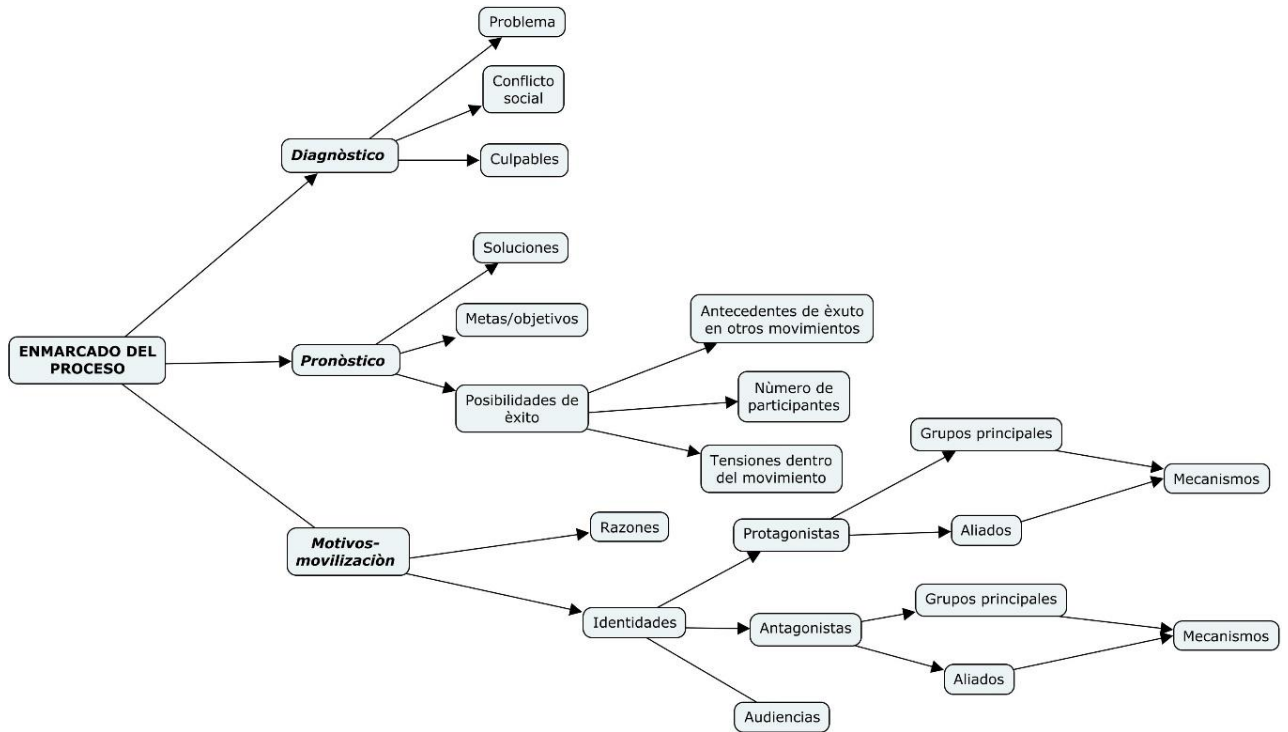 Problema
Conflicto
social
Diagnòstico
Culpables
Soluciones
Metas/objetivos
Antecedentes de èxuto
en otros movimientos
ENMARCADO DEL
PROCESO
Pronòstico
Posibilidades de
èxito
Nùmero de
participantes
Tensiones dentro
del movimiento
Grupos principales
Mecanismos
Razones
Protagonistas
Aliados
Motivos-
movilizaciòn
Identidades
Antagonistas
Grupos principales
Mecanismos
Aliados
Audiencias